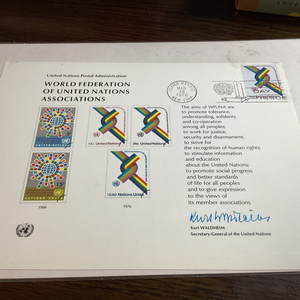 United Nations Postal Administration
WORLD FEDERATION
OF UNITED NATIONS
ASSOCIATIONS
The aims of WFUNA are
to promote tolerance,
understanding, solidarity
and co-operation
among all peoples;
to work for justice,
security and disarmament;
to strive for
the recognition of human rights;
to stimulate information
and education
about the United Nations;
to promote social progress
and better standards
of life for all peoples
and to give expression
to the views of
its member associations.
13c United Nations
26c United Nations
1966
1976
Kurt WALDHEIM
Secretary-General of the United Nations